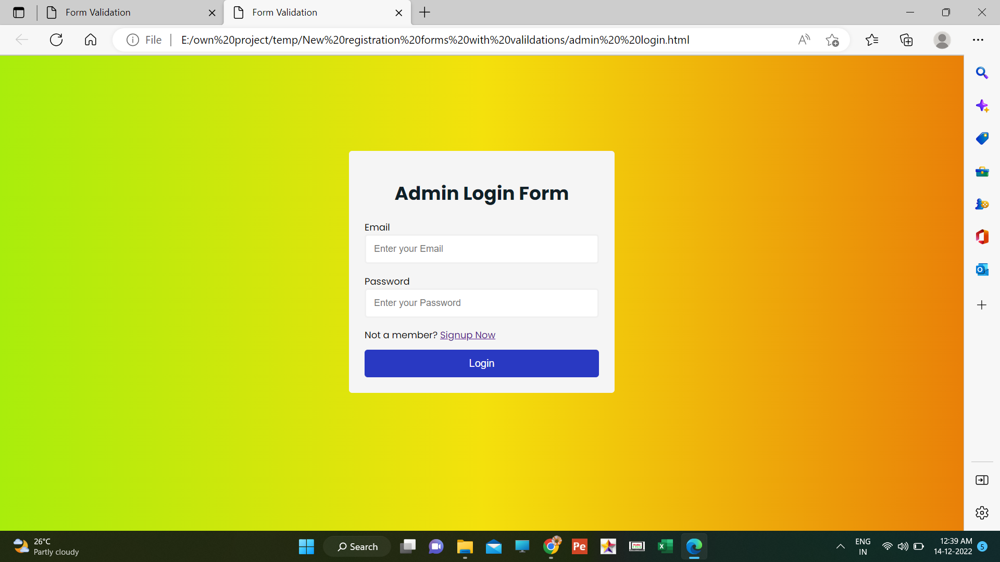 Form Validation
Form Validation
File
E:/own%20project/temp/New%20registration%20forms%20with%20valildations/admin%20%20login.html
Admin Login Form
Email
Enter your Email
Password
Enter your Password
Not a member? Signup Now
Login
26°C
Partly cloudy
Search
Pe
ENG
IN
12:39 AM
14-12-2022
5